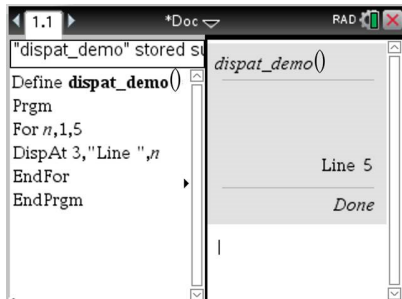 1.1 *Doc RAD
"dispat_demo" stored su
Define dispat_demo()
Prgm
For n,1,5
DispAt 3,"Line ",n
EndFor
EndPrgm
dispat_demo()
Line 5
Done